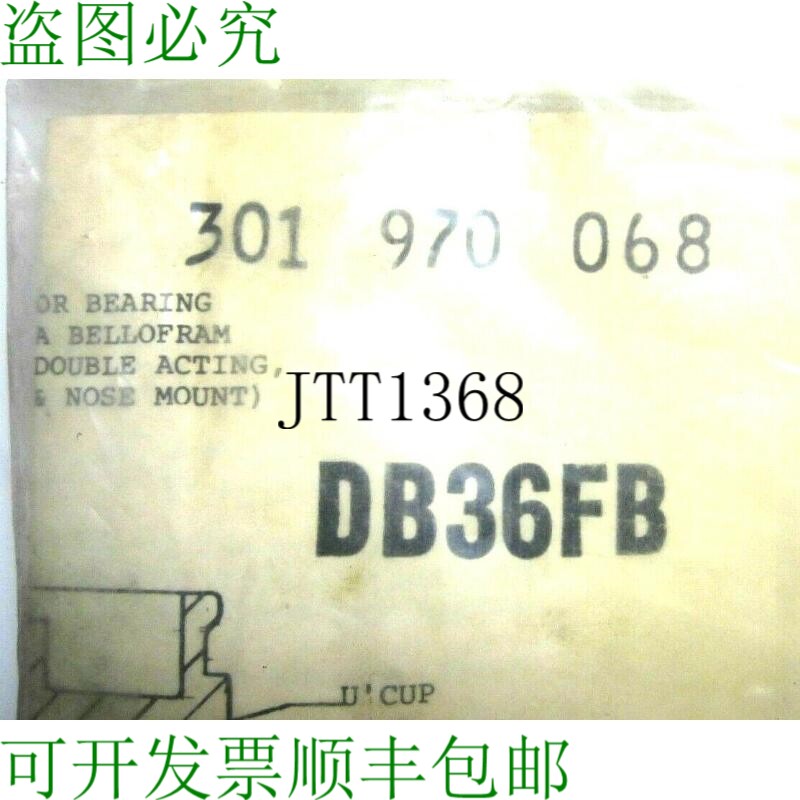 盗图必究
301 970 068
OR BEARING
A BELLOFRAM
DOUBLE ACTING,
& NOSE MOUNT)
JTT1368
DB36FB
U'CUP
可开发票顺丰包邮